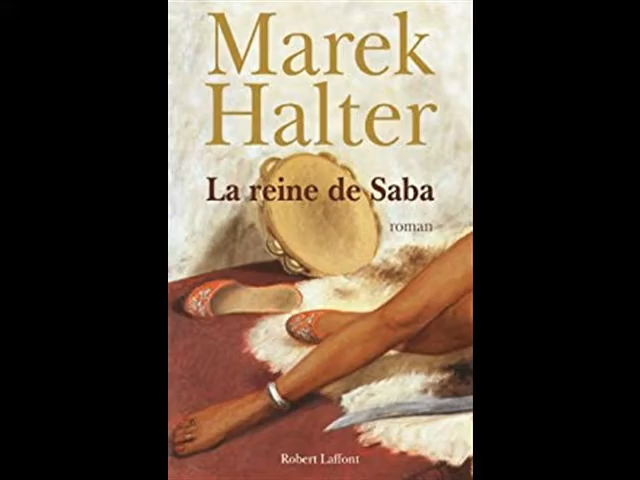 Marek
Halter
La reine de Saba
roman
Robert Laffont